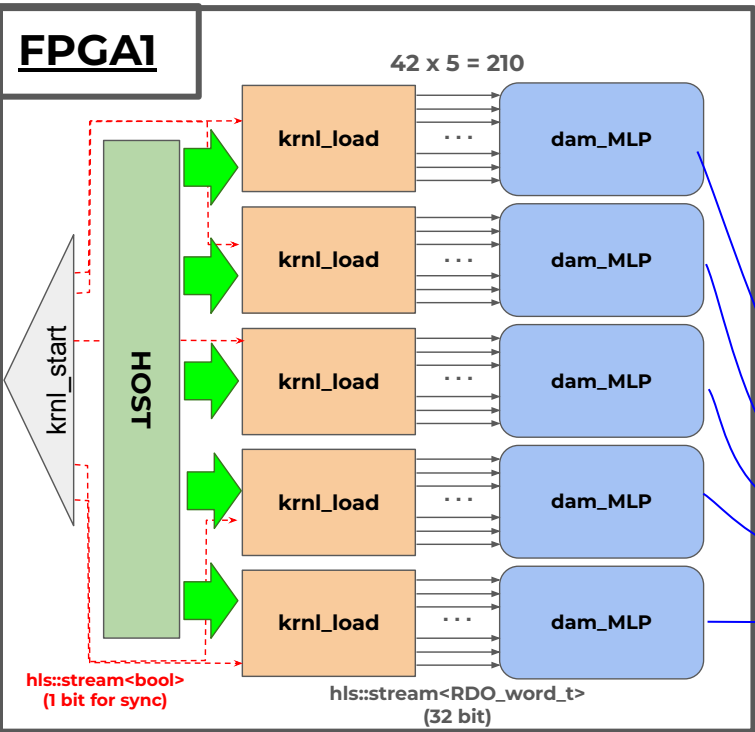 FPGA1
42 x 5 = 210
krnl_load
. . .
dam_MLP
krnl_load
. . .
dam_MLP
krnl_start
HOST
krnl_load
. . .
dam_MLP
krnl_load
. . .
dam_MLP
krnl_load
. . .
dam_MLP
hls::stream<bool>
(1 bit for sync)
hls::stream<RDO_word_t>
(32 bit)